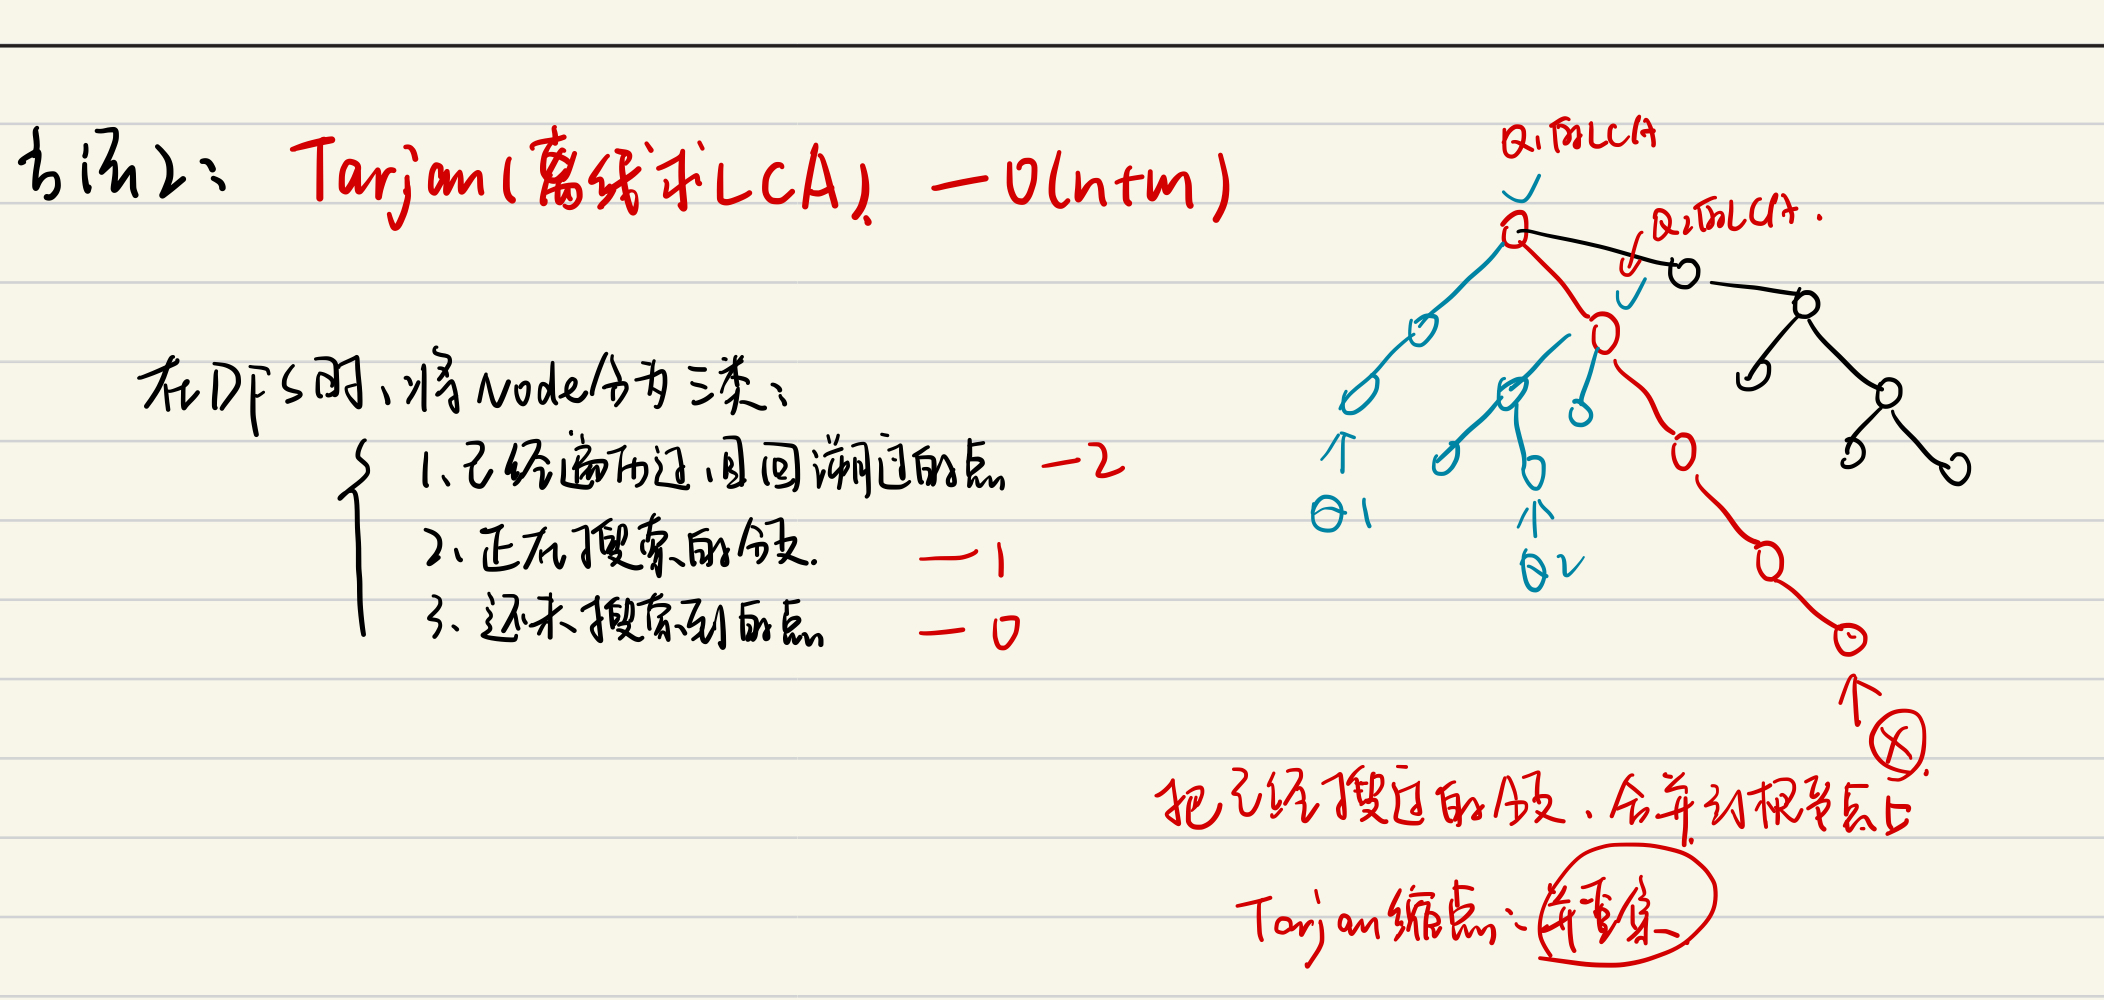 方法2: Tarjan(离线求LCA). — O(n+m)
Q1的LCA
Q2的LCA.
在DFS时、将Node分为三类:
1、已经遍历过、且回溯过的点 — 2
2、正在搜索的分支. — 1
3、还未搜索到的点 — 0
Q1
Q2
X
把已经搜过的分支、合并到根节点上
Tarjan缩点: 并查集